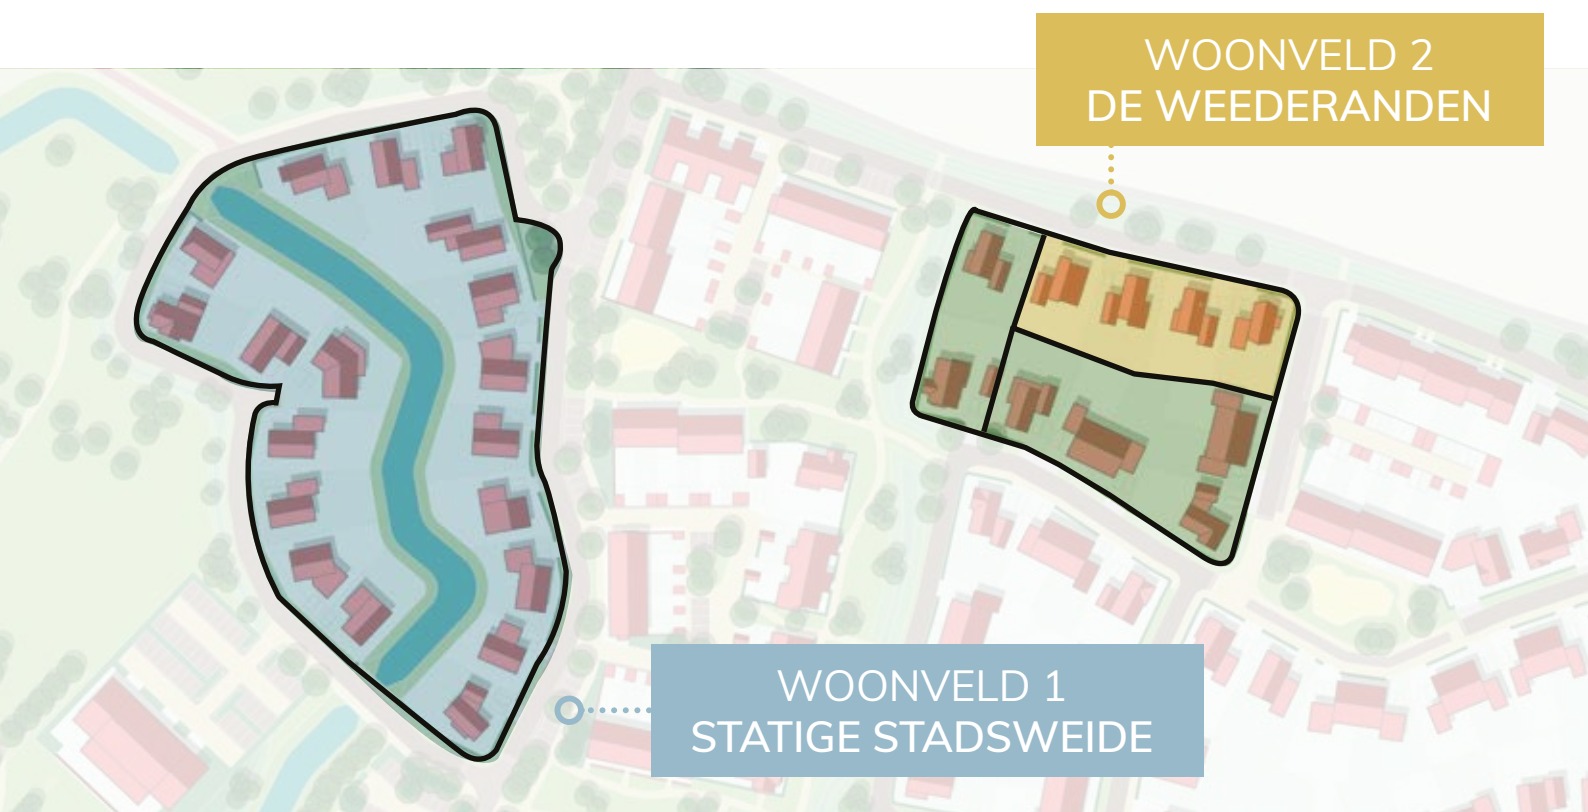 WOONVELD 2
DE WEEDERANDEN
WOONVELD 1
STATIGE STADSWEIDE